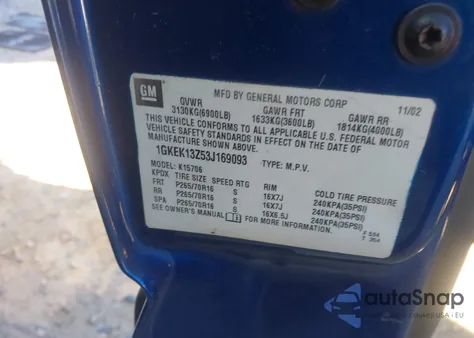 GM
MFD BY GENERAL MOTORS CORP
11/02
GVWR GAWR FRT GAWR RR
3130KG(6900LB) 1633KG(3600LB) 1814KG(4000LB)
THIS VEHICLE CONFORMS TO ALL APPLICABLE U.S. FEDERAL MOTOR
VEHICLE SAFETY STANDARDS IN EFFECT ON THE DATE OF
MANUFACTURE SHOWN ABOVE.
1GKEK13Z53J169093 TYPE: M.P.V.
MODEL: K15706
KPDX TIRE SIZE SPEED RTG RIM COLD TIRE PRESSURE
FRT P265/70R16 S 16X7J 240KPA(35PSI)
RR P265/70R16 S 16X7J 240KPA(35PSI)
SPA P265/70R16 S 16X6.5J 240KPA(35PSI)
SEE OWNER'S MANUAL FOR MORE INFORMATION.
autoSnap